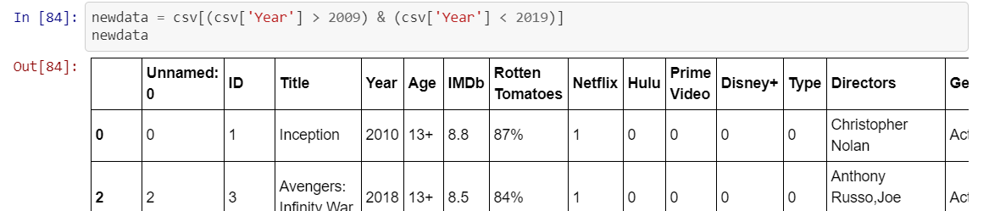 In [84]: newdata = csv[(csv['Year'] > 2009) & (csv['Year'] < 2019)]
newdata
Out[84]:
Unnamed: 0 ID Title Year Age IMDb Rotten Tomatoes Netflix Hulu Prime Video Disney+ Type Directors Ge
0 0 1 Inception 2010 13+ 8.8 87% 1 0 0 0 0 Christopher Nolan Act
2 2 3 Avengers: Infinity War 2018 13+ 8.5 84% 1 0 0 0 0 Anthony Russo,Joe Act